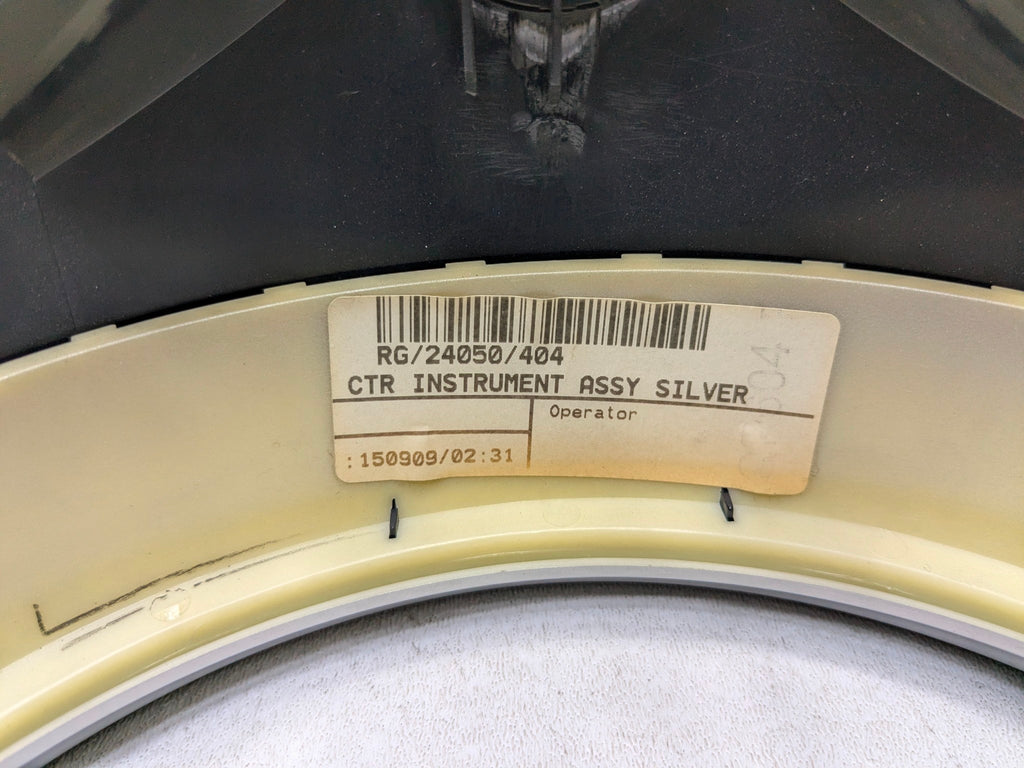 RG/24050/404
CTR INSTRUMENT ASSY SILVER
Operator
:150909/02:31